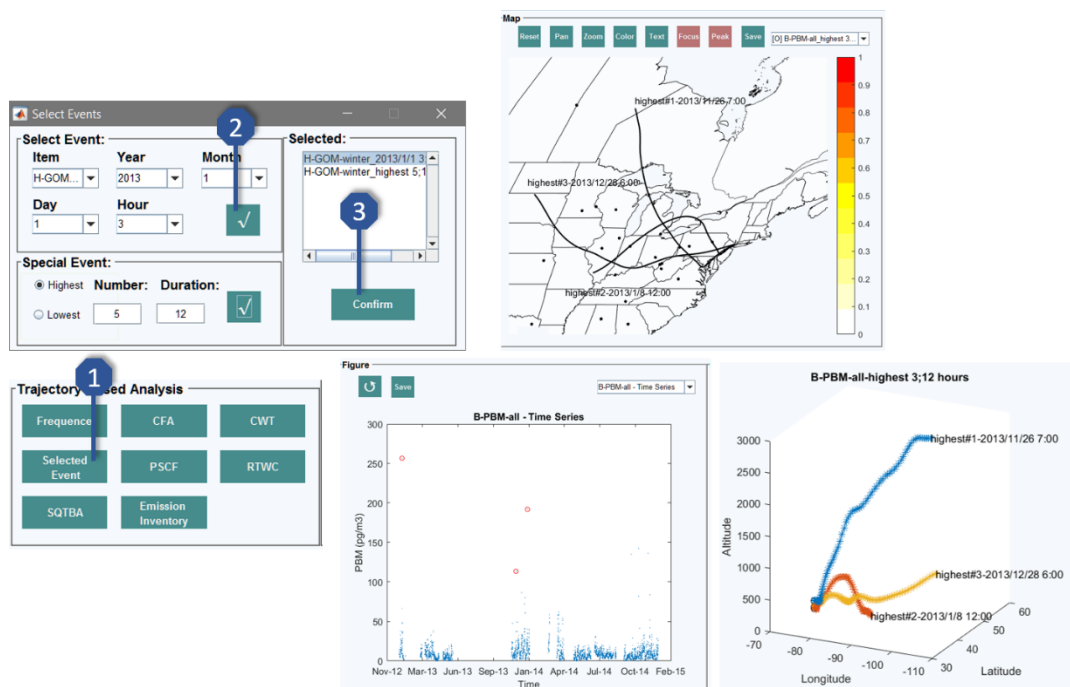 Select Events
Select Event:
Item Year Month
H-GOM... 2013 1
Day Hour
1 3 √
2
Special Event:
Highest Number: Duration:
Lowest 5 12 √
Selected:
H-GOM-winter_2013/1/1 3
H-GOM-winter_highest 5;1
3
Confirm
Map
Reset Pan Zoom Color Text Focus Peak Save [O] B-PBM-all_highest 3...
highest#1-2013/11/26 7:00
highest#3-2013/12/28 6:00
highest#2-2013/1/8 12:00
1
0.9
0.8
0.7
0.6
0.5
0.4
0.3
0.2
0.1
0
1
Frequence CFA CWT
Selected
Event
PSCF RTWC
SQTBA
Emission
Inventory
Figure
Save B-PBM-all - Time Series
B-PBM-all - Time Series
300
250
200
150
100
50
0
PBM (pg/m3)
Nov-12 Mar-13 Jun-13 Sep-13 Jan-14 Apr-14 Jul-14 Oct-14 Feb-15
Time
B-PBM-all-highest 3;12 hours
3000
2500
2000
1500
1000
500
0
Altitude
highest#1-2013/11/26 7:00
highest#3-2013/12/28 6:00
highest#2-2013/1/8 12:00
-70
-80
-90
-100
-110
Longitude
30
40
50
60
Latitude